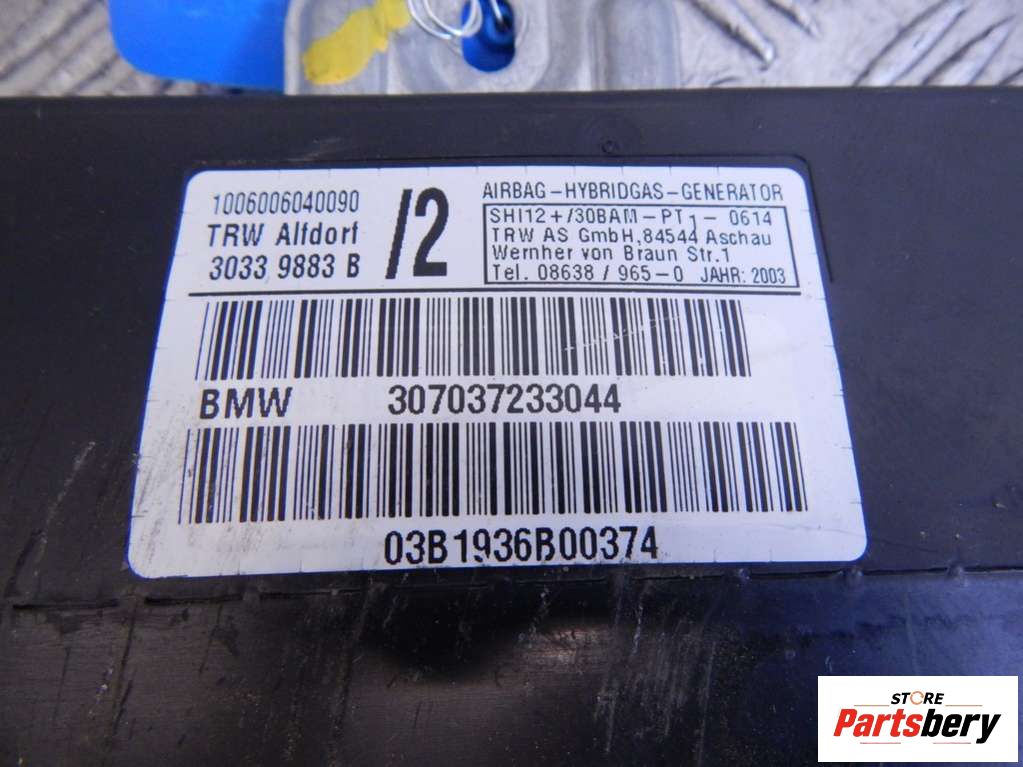 1006006040090
TRW Alfdorf
3033 9883 B
/2
AIRBAG-HYBRIDGAS-GENERATOR
SHI12+/30BAM-PT1-0614
TRW AS GmbH,84544 Aschau
Wernher von Braun Str.1
Tel. 08638/965-0 JAHR: 2003
BMW 307037233044
03B1936B00374
STORE
Partsbery